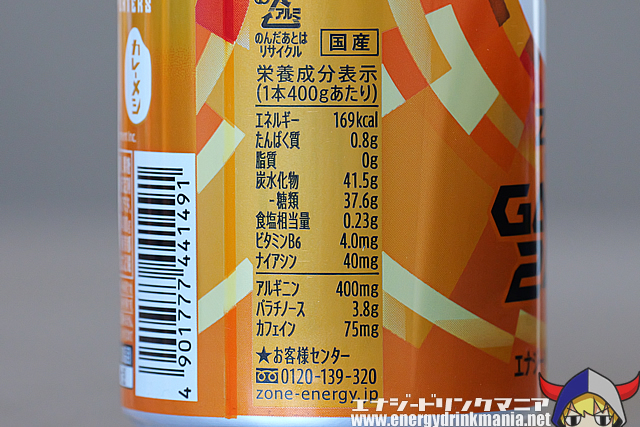 アルミ
のんだあとは
リサイクル
国産
栄養成分表示
(1本400gあたり)
エネルギー 169kcal
たんぱく質 0.8g
脂質 0g
炭水化物 41.5g
-糖類 37.6g
食塩相当量 0.23g
ビタミンB6 4.0mg
ナイアシン 40mg
アルギニン 400mg
パラチノース 3.8g
カフェイン 75mg
★お客様センター
0120-139-320
zone-energy.jp
カレーメシ
4 901777 441491
エナジードリンクマニア
www.energydrinkmania.net